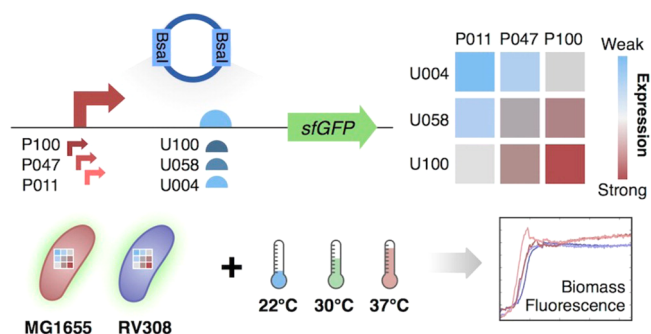 BsaI BsaI
P011 P047 P100
Weak
U004
U058
U100
Expression
Strong
sfGFP
P100
P047
P011
U100
U058
U004
MG1655 RV308
+
22°C 30°C 37°C
Biomass
Fluorescence